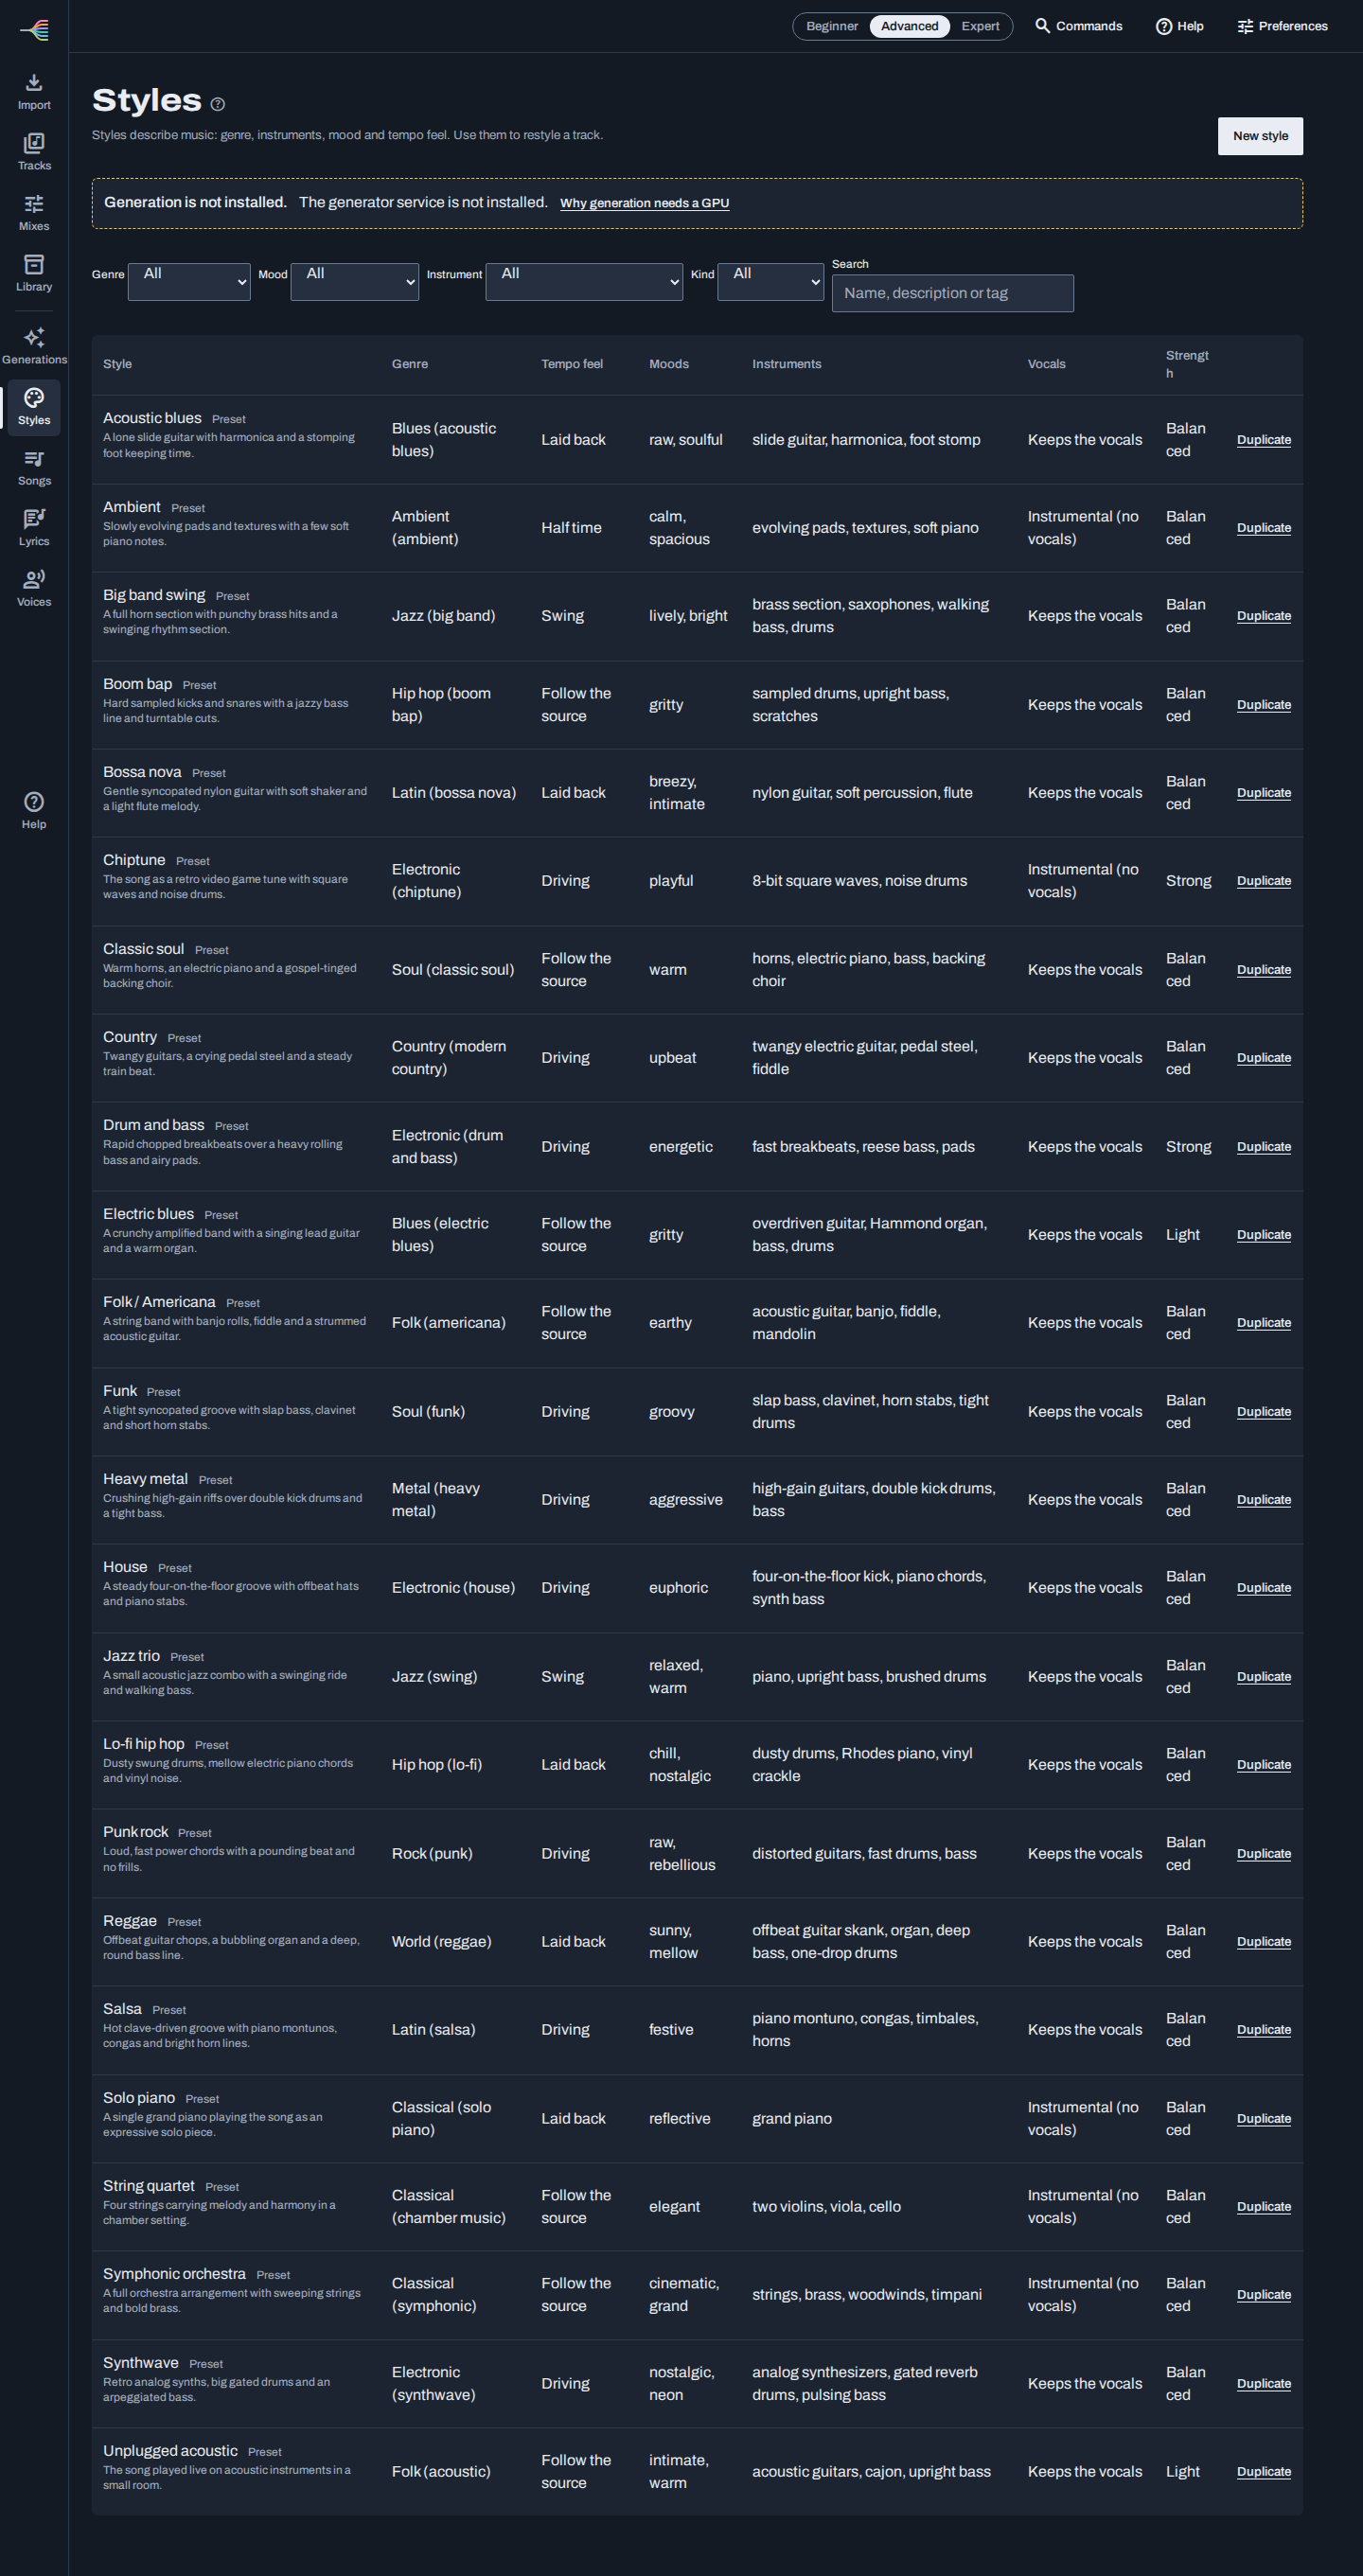 Beginner Advanced Expert Commands Help Preferences
Import
Tracks
Mixes
Library
Generations
Styles
Songs
Lyrics
Voices
Help
Styles
Styles describe music: genre, instruments, mood and tempo feel. Use them to restyle a track.
New style
Generation is not installed. The generator service is not installed. Why generation needs a GPU
Genre All Mood All Instrument All Kind All
Search
Name, description or tag
Style Genre Tempo feel Moods Instruments Vocals Strengt
h
Acoustic blues Preset
A lone slide guitar with harmonica and a stomping
foot keeping time.
Blues (acoustic
blues)
Laid back
raw, soulful
slide guitar, harmonica, foot stomp
Keeps the vocals
Balan
ced
Duplicate
Ambient Preset
Slowly evolving pads and textures with a few soft
piano notes.
Ambient
(ambient)
Half time
calm,
spacious
evolving pads, textures, soft piano
Instrumental (no
vocals)
Balan
ced
Duplicate
Big band swing Preset
A full horn section with punchy brass hits and a
swinging rhythm section.
Jazz (big band)
Swing
lively, bright
brass section, saxophones, walking
bass, drums
Keeps the vocals
Balan
ced
Duplicate
Boom bap Preset
Hard sampled kicks and snares with a jazzy bass
line and turntable cuts.
Hip hop (boom
bap)
Follow the
source
gritty
sampled drums, upright bass,
scratches
Keeps the vocals
Balan
ced
Duplicate
Bossa nova Preset
Gentle syncopated nylon guitar with soft shaker and
a light flute melody.
Latin (bossa nova)
Laid back
breezy,
intimate
nylon guitar, soft percussion, flute
Keeps the vocals
Balan
ced
Duplicate
Chiptune Preset
The song as a retro video game tune with square
waves and noise drums.
Electronic
(chiptune)
Driving
playful
8-bit square waves, noise drums
Instrumental (no
vocals)
Strong
Duplicate
Classic soul Preset
Warm horns, an electric piano and a gospel-tinged
backing choir.
Soul (classic soul)
Follow the
source
warm
horns, electric piano, bass, backing
choir
Keeps the vocals
Balan
ced
Duplicate
Country Preset
Twangy guitars, a crying pedal steel and a steady
train beat.
Country (modern
country)
Driving
upbeat
twangy electric guitar, pedal steel,
fiddle
Keeps the vocals
Balan
ced
Duplicate
Drum and bass Preset
Rapid chopped breakbeats over a heavy rolling
bass and airy pads.
Electronic (drum
and bass)
Driving
energetic
fast breakbeats, reese bass, pads
Keeps the vocals
Strong
Duplicate
Electric blues Preset
A crunchy amplified band with a singing lead guitar
and a warm organ.
Blues (electric
blues)
Follow the
source
gritty
overdriven guitar, Hammond organ,
bass, drums
Keeps the vocals
Light
Duplicate
Folk / Americana Preset
A string band with banjo rolls, fiddle and a strummed
acoustic guitar.
Folk (americana)
Follow the
source
earthy
acoustic guitar, banjo, fiddle,
mandolin
Keeps the vocals
Balan
ced
Duplicate
Funk Preset
A tight syncopated groove with slap bass, clavinet
and short horn stabs.
Soul (funk)
Driving
groovy
slap bass, clavinet, horn stabs, tight
drums
Keeps the vocals
Balan
ced
Duplicate
Heavy metal Preset
Crushing high-gain riffs over double kick drums and
a tight bass.
Metal (heavy
metal)
Driving
aggressive
high-gain guitars, double kick drums,
bass
Keeps the vocals
Balan
ced
Duplicate
House Preset
A steady four-on-the-floor groove with offbeat hats
and piano stabs.
Electronic (house)
Driving
euphoric
four-on-the-floor kick, piano chords,
synth bass
Keeps the vocals
Balan
ced
Duplicate
Jazz trio Preset
A small acoustic jazz combo with a swinging ride
and walking bass.
Jazz (swing)
Swing
relaxed,
warm
piano, upright bass, brushed drums
Keeps the vocals
Balan
ced
Duplicate
Lo-fi hip hop Preset
Dusty swung drums, mellow electric piano chords
and vinyl noise.
Hip hop (lo-fi)
Laid back
chill,
nostalgic
dusty drums, Rhodes piano, vinyl
crackle
Keeps the vocals
Balan
ced
Duplicate
Punk rock Preset
Loud, fast power chords with a pounding beat and
no frills.
Rock (punk)
Driving
raw,
rebellious
distorted guitars, fast drums, bass
Keeps the vocals
Balan
ced
Duplicate
Reggae Preset
Offbeat guitar chops, a bubbling organ and a deep,
round bass line.
World (reggae)
Laid back
sunny,
mellow
offbeat guitar skank, organ, deep
bass, one-drop drums
Keeps the vocals
Balan
ced
Duplicate
Salsa Preset
Hot clave-driven groove with piano montunos,
congas and bright horn lines.
Latin (salsa)
Driving
festive
piano montuno, congas, timbales,
horns
Keeps the vocals
Balan
ced
Duplicate
Solo piano Preset
A single grand piano playing the song as an
expressive solo piece.
Classical (solo
piano)
Laid back
reflective
grand piano
Instrumental (no
vocals)
Balan
ced
Duplicate
String quartet Preset
Four strings carrying melody and harmony in a
chamber setting.
Classical
(chamber music)
Follow the
source
elegant
two violins, viola, cello
Instrumental (no
vocals)
Balan
ced
Duplicate
Symphonic orchestra Preset
A full orchestra arrangement with sweeping strings
and bold brass.
Classical
(symphonic)
Follow the
source
cinematic,
grand
strings, brass, woodwinds, timpani
Instrumental (no
vocals)
Balan
ced
Duplicate
Synthwave Preset
Retro analog synths, big gated drums and an
arpeggiated bass.
Electronic
(synthwave)
Driving
nostalgic,
neon
analog synthesizers, gated reverb
drums, pulsing bass
Keeps the vocals
Balan
ced
Duplicate
Unplugged acoustic Preset
The song played live on acoustic instruments in a
small room.
Folk (acoustic)
Follow the
source
intimate,
warm
acoustic guitars, cajon, upright bass
Keeps the vocals
Light
Duplicate